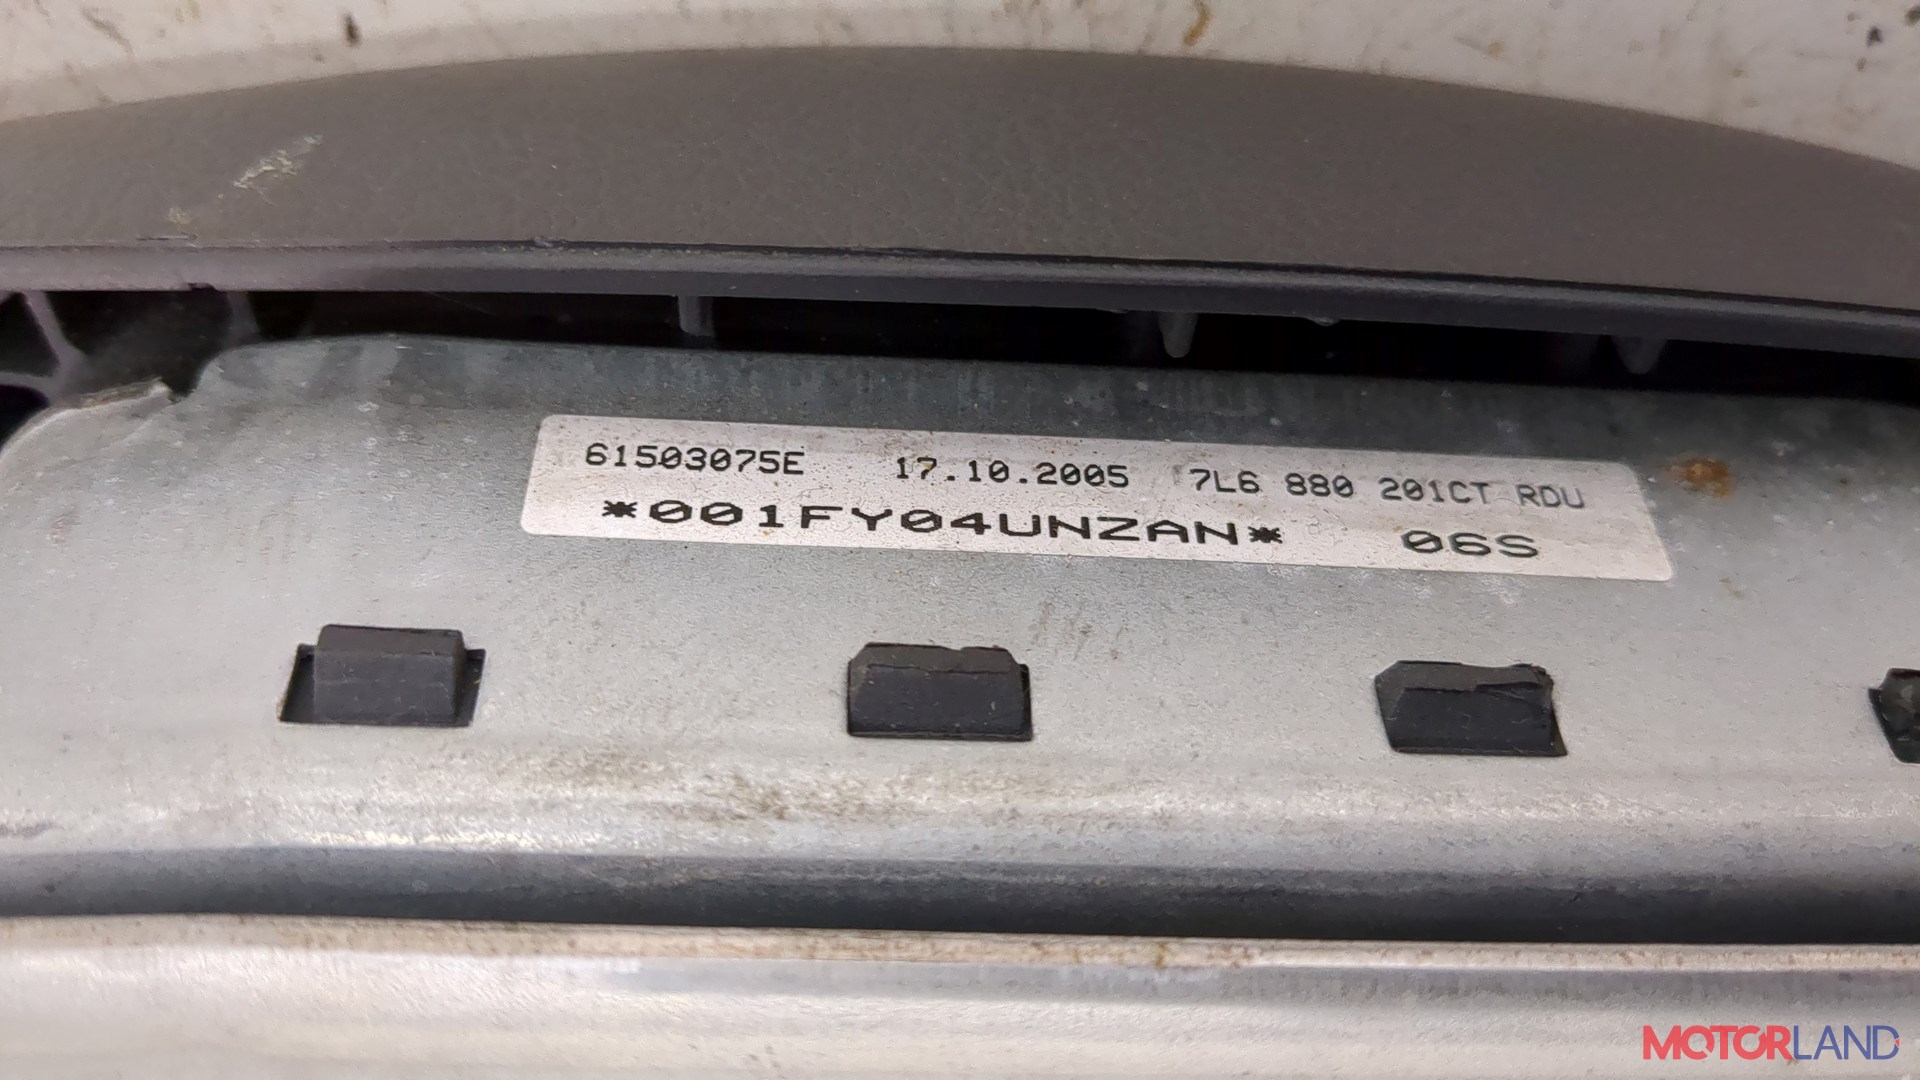 61503075E 17.10.2005 7L6 880 201CT RDU
*001FY04UNZAN* 06S
MOTORLAND